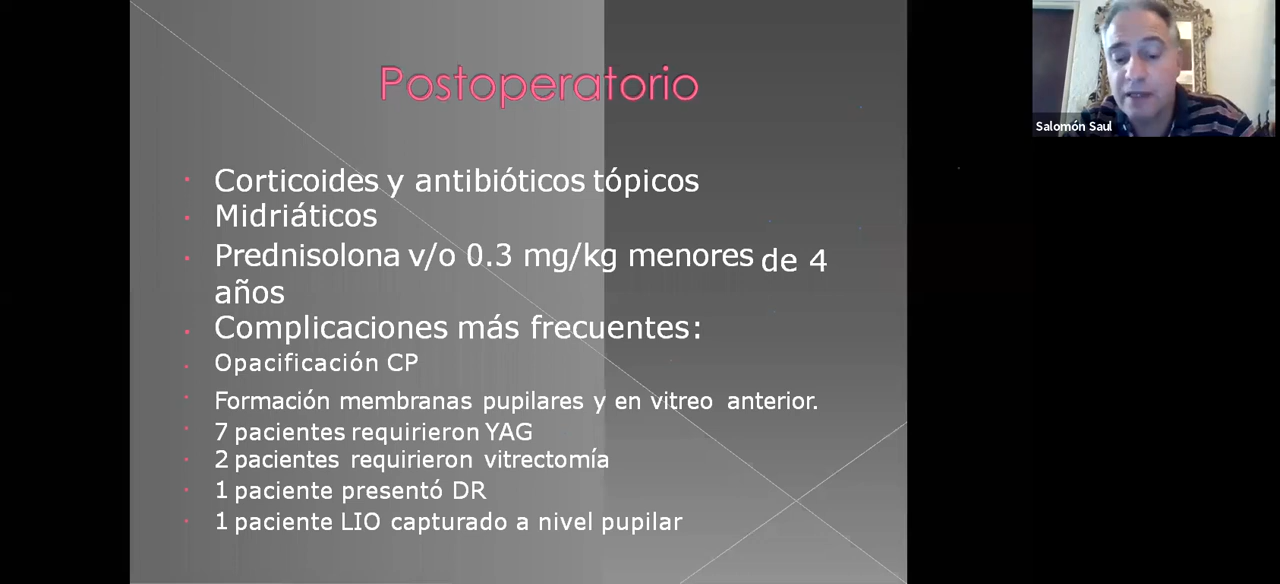 Postoperatorio
Salomón Saul
Corticoides y antibióticos tópicos
Midriáticos
Prednisolona v/o 0.3 mg/kg menores de 4
años
Complicaciones más frecuentes:
Opacificación CP
Formación membranas pupilares y en vitreo anterior.
7 pacientes requirieron YAG
2 pacientes requirieron vitrectomía
1 paciente presentó DR
1 paciente LIO capturado a nivel pupilar